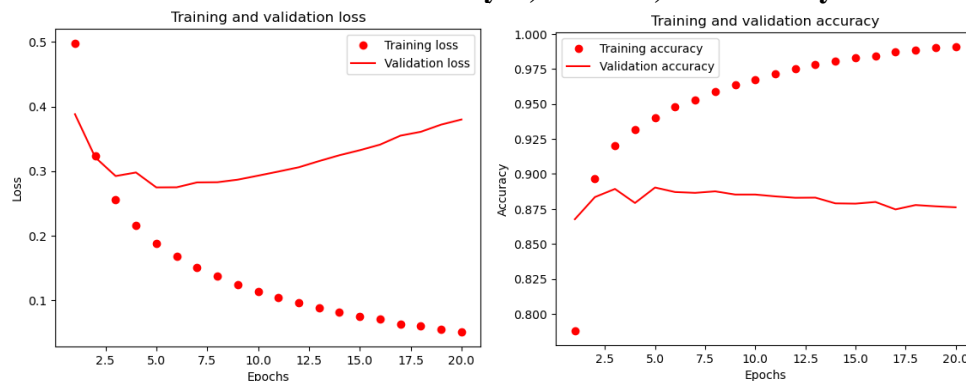 Training and validation loss
0.5
0.4
0.3
0.2
0.1
Loss
Training loss
Validation loss
2.5 5.0 7.5 10.0 12.5 15.0 17.5 20.0
Epochs
Training and validation accuracy
1.000
0.975
0.950
0.925
0.900
0.875
0.850
0.825
0.800
Accuracy
Training accuracy
Validation accuracy
2.5 5.0 7.5 10.0 12.5 15.0 17.5 20.0
Epochs